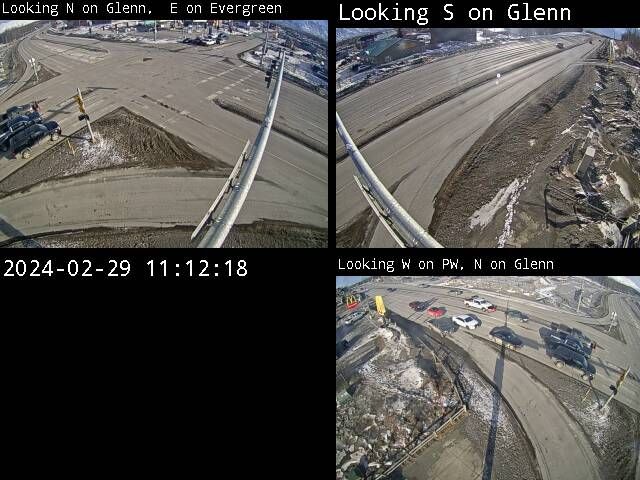 Looking N on Glenn,  E on Evergreen
Looking S on Glenn
2024-02-29 11:12:18
Looking W on PW, N on Glenn